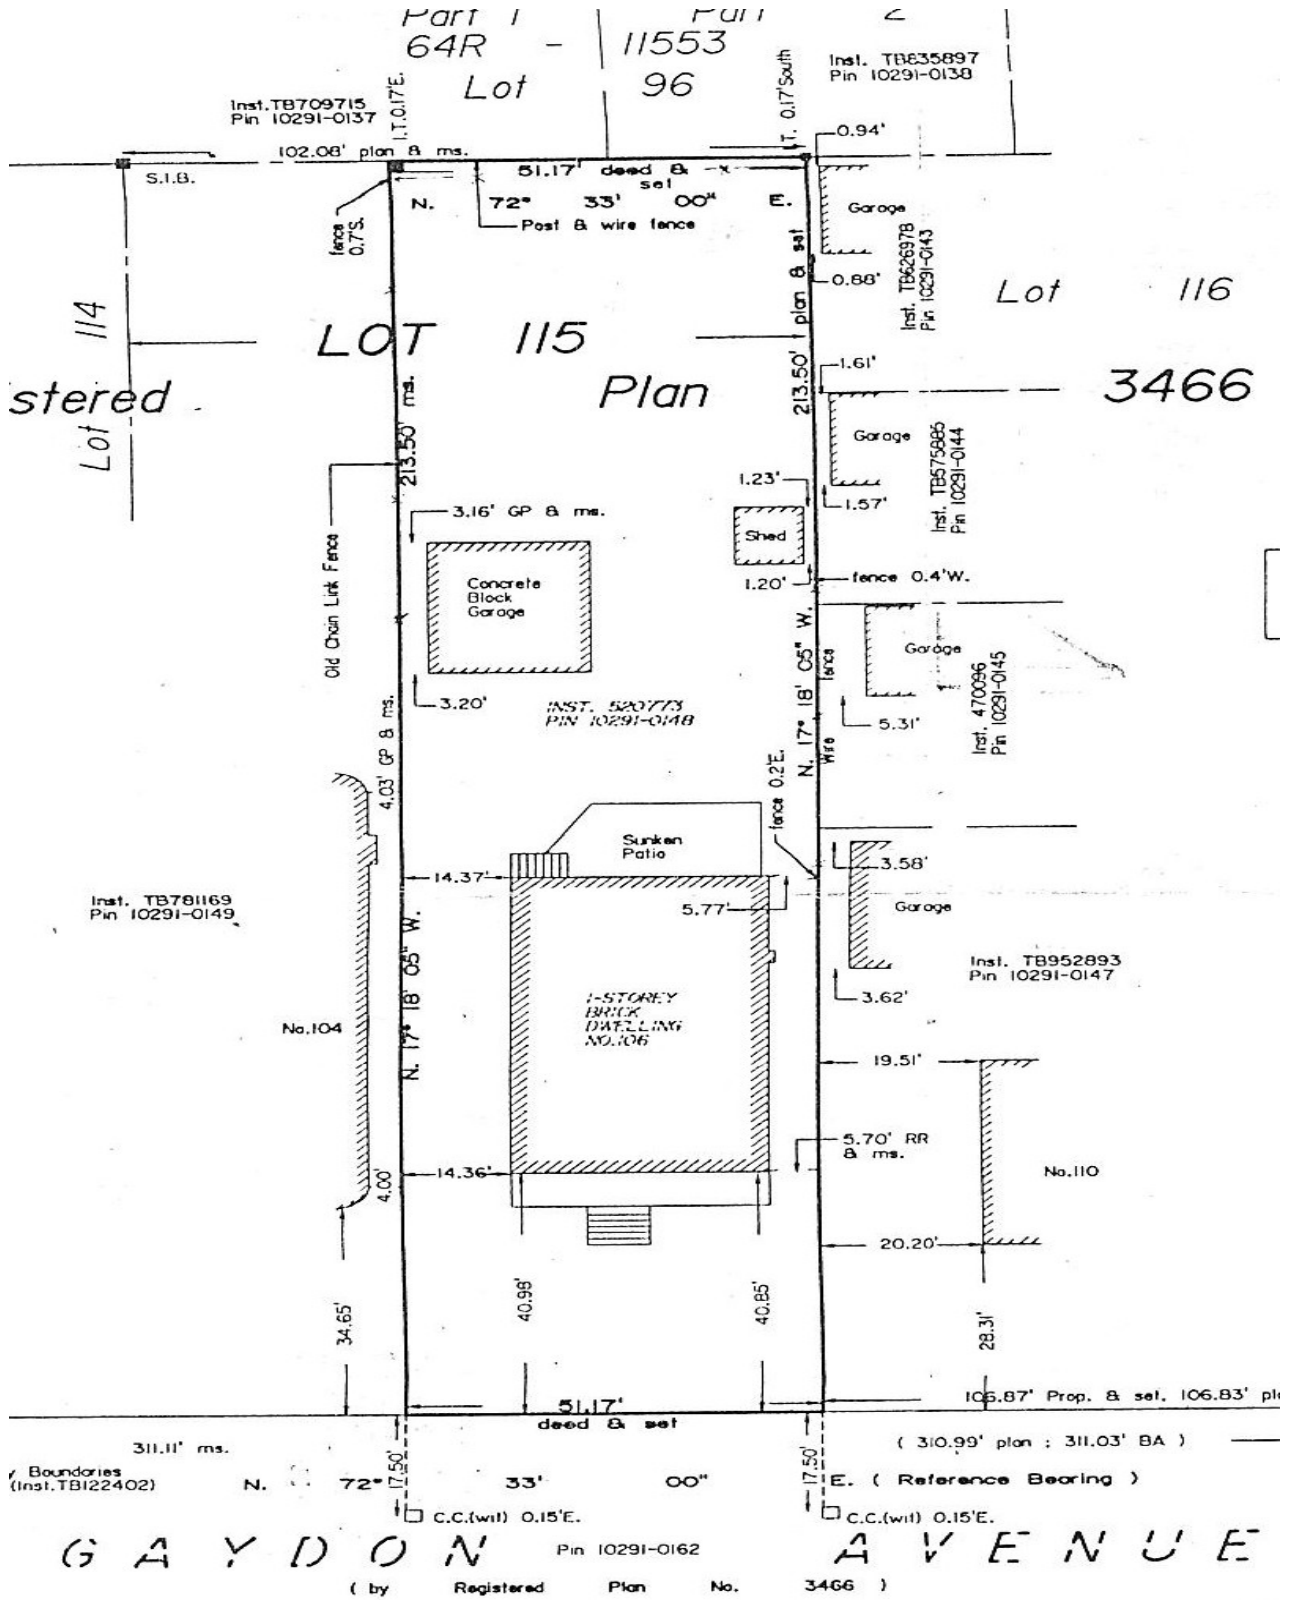 Part 1 Part 2
64R - 11553
Lot 96
Inst. TB835897
Pin 10291-0138
Inst.TB709715
Pin 10291-0137
I.T.0.17'E.
I.T. 0.17'South
0.94'
102.08' plan & ms.
S.I.B.
51.17' deed &
set
N. 72° 33' 00" E.
Post & wire fence
fence
0.7'S.
Garage
0.88'
Inst. TB626978
Pin 10291-0143
plan & set
213.50'
Lot 116
Lot 114
LOT 115
1.61'
stered
Plan
3466
213.50' ms.
Garage
1.57'
Inst. TB575885
Pin 10291-0144
1.23'
Shed
1.20'
Old Chain Link Fence
3.16' GP & ms.
Concrete
Block
Garage
3.20'
fence 0.4'W.
Garage
5.31'
Inst. 470096
Pin 10291-0145
INST. 520773
PIN 10291-0148
N. 17° 18' 05" W.
Wire fence
4.03' GP & ms.
fence 0.2'E.
Sunken
Patio
3.58'
14.37'
5.77'
Garage
Inst. TB781169
Pin 10291-0149
N. 17° 18' 05" W.
Inst. TB952893
Pin 10291-0147
3.62'
1-STOREY
BRICK
DWELLING
NO.106
No.104
19.51'
5.70' RR
& ms.
No.110
14.36'
4.00'
20.20'
34.65'
40.98'
40.85'
28.31'
51.17'
deed & set
106.87' Prop. & set, 106.83' pl
311.11' ms.
( 310.99' plan ; 311.03' BA )
Boundaries
(Inst.TB122402)
N. 72° 33' 00" E. ( Reference Bearing )
17.50'
17.50'
C.C.(wit) 0.15'E.
C.C.(wit) 0.15'E.
GAYDON AVENUE
Pin 10291-0162
( by Registered Plan No. 3466 )